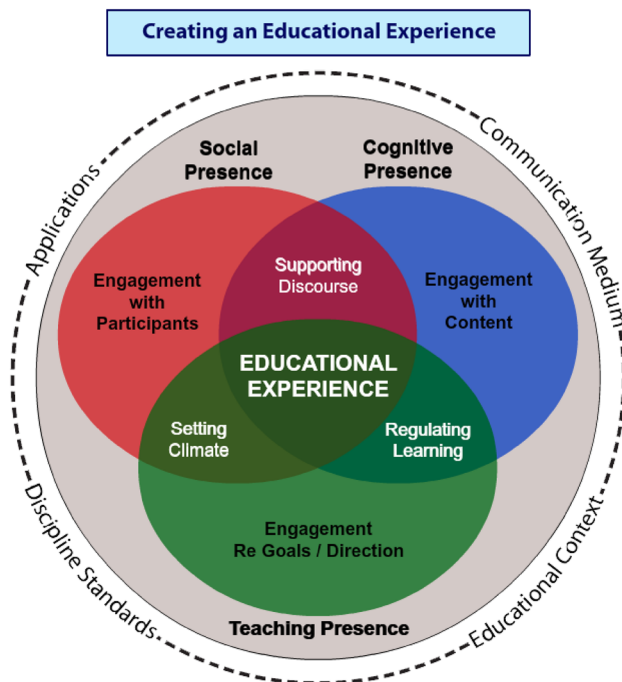 Creating an Educational Experience
Social
Presence
Cognitive
Presence
Applications
Communication Medium
Engagement
with
Participants
Supporting
Discourse
Engagement
with
Content
EDUCATIONAL
EXPERIENCE
Setting
Climate
Regulating
Learning
Engagement
Re Goals / Direction
Teaching Presence
Discipline Standards
Educational Context